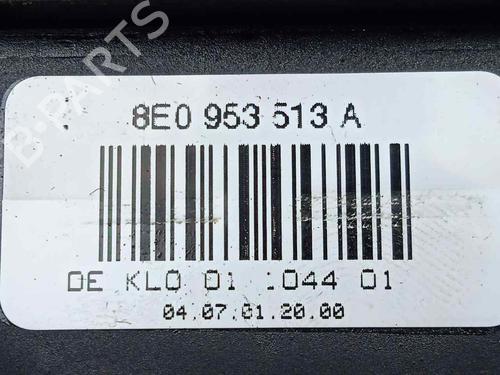 B-PARTS
8E0 953 513 A
DE KLO 01 1044 01
04.07.01.20.00